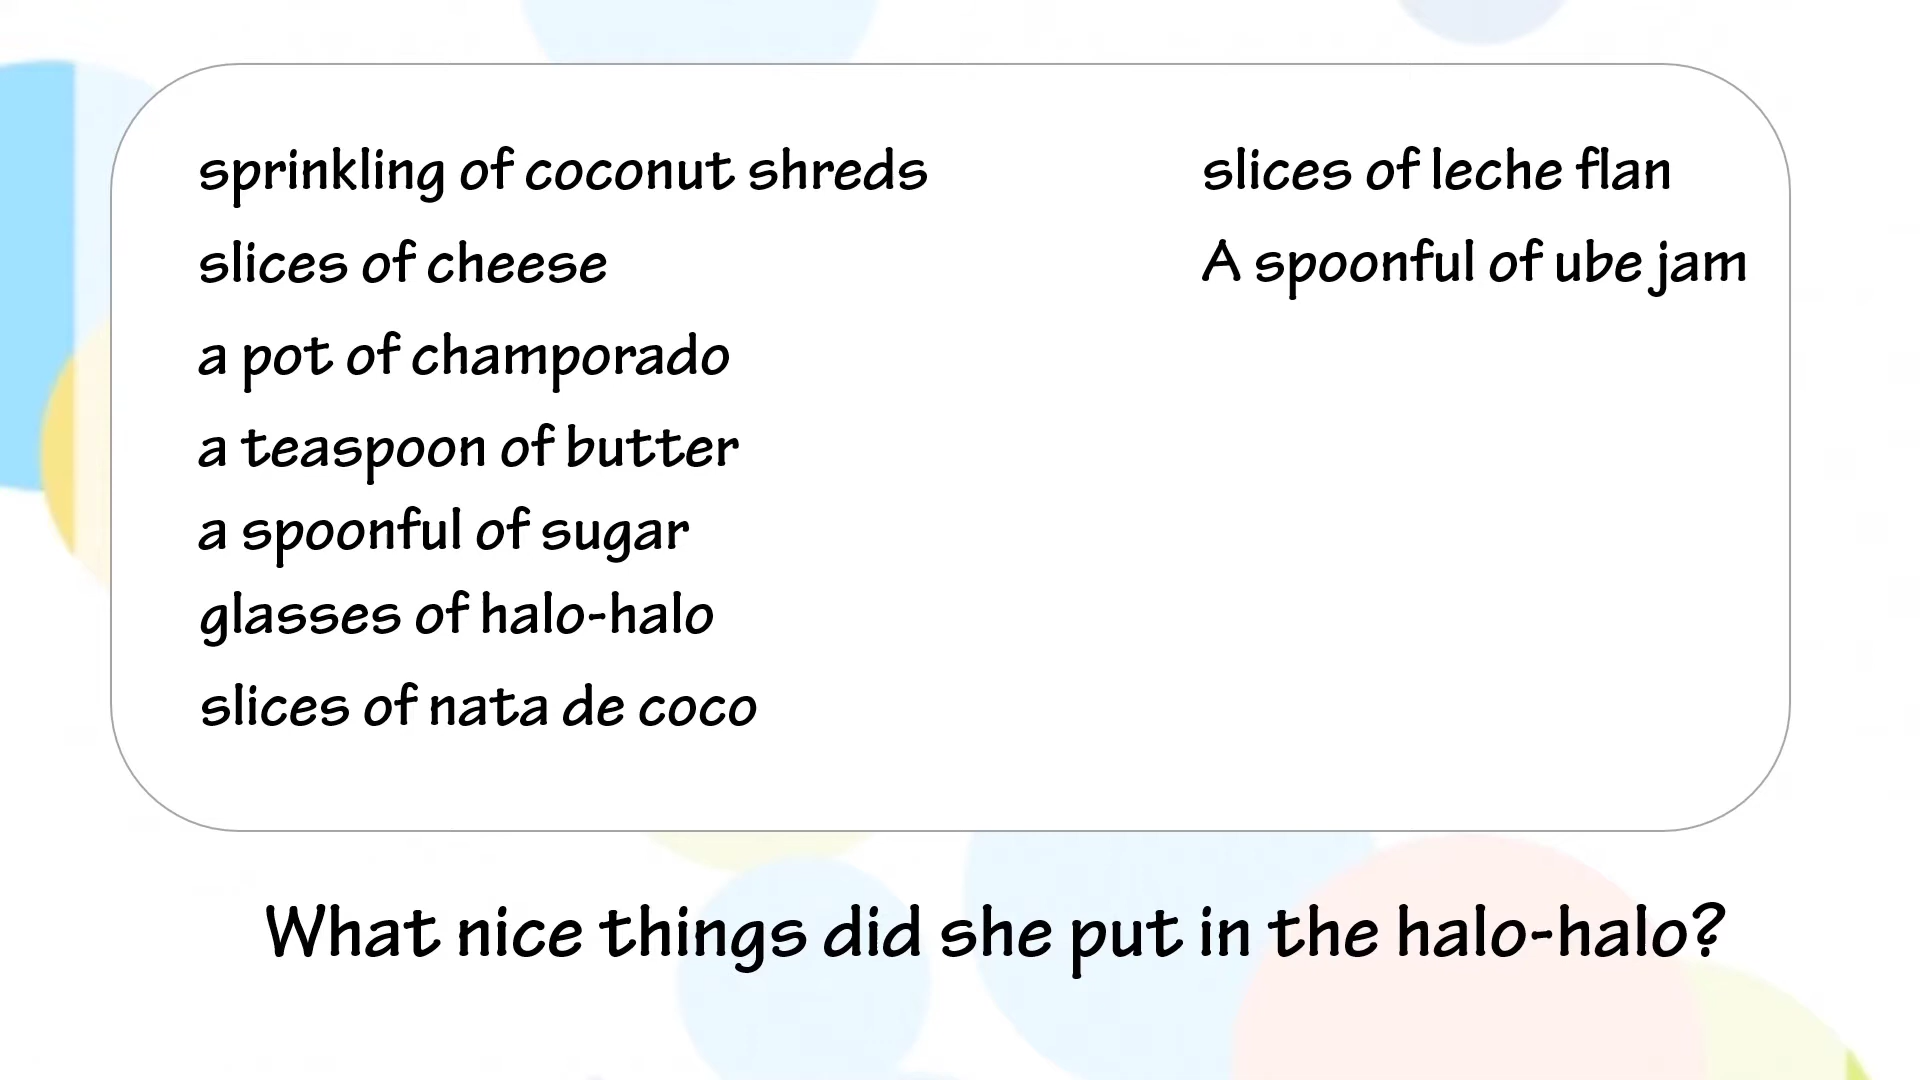 sprinkling of coconut shreds
slices of cheese
a pot of champorado
a teaspoon of butter
a spoonful of sugar
glasses of halo-halo
slices of nata de coco
slices of leche flan
A spoonful of ube jam
What nice things did she put in the halo-halo?